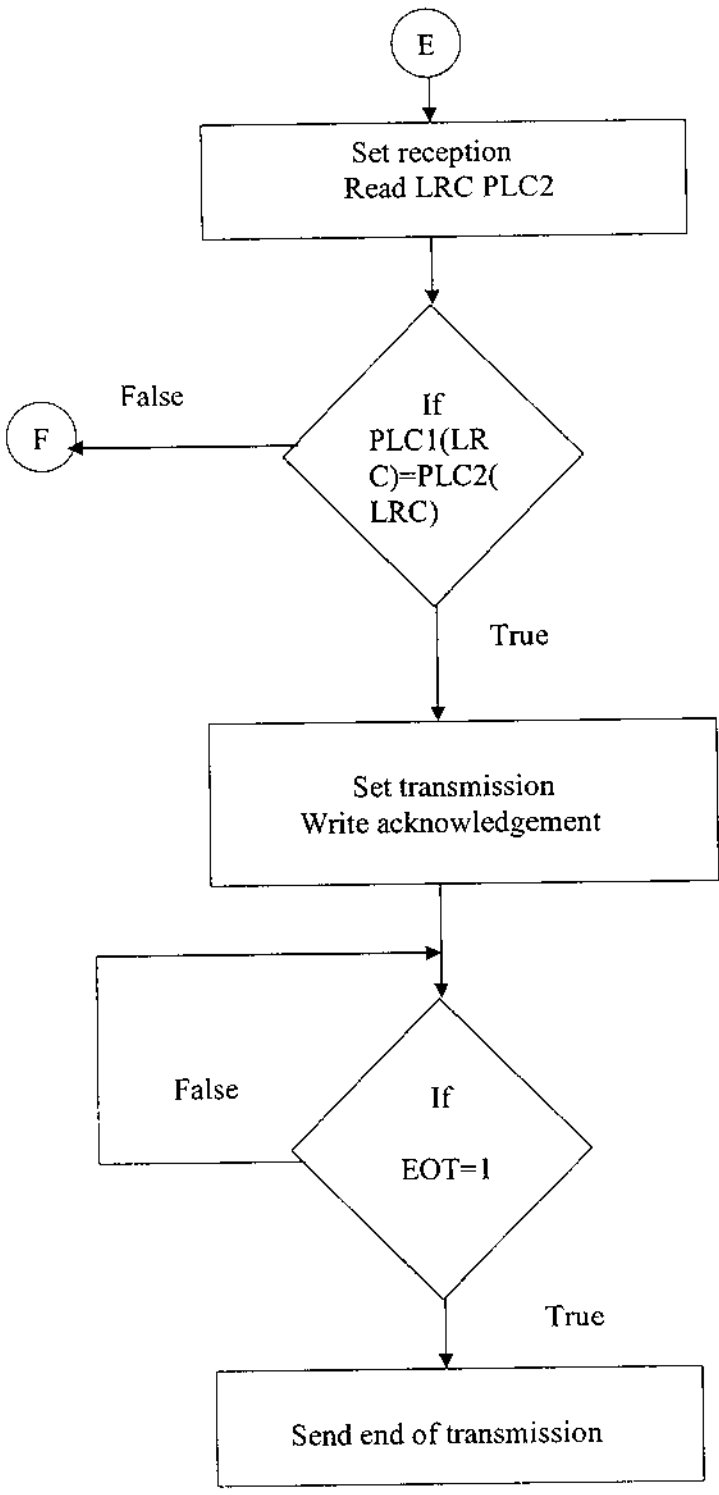 E
Set reception
Read LRC PLC2
False
F
If
PLC1(LR
C)=PLC2(
LRC)
True
Set transmission
Write acknowledgement
False
If
EOT=1
True
Send end of transmission